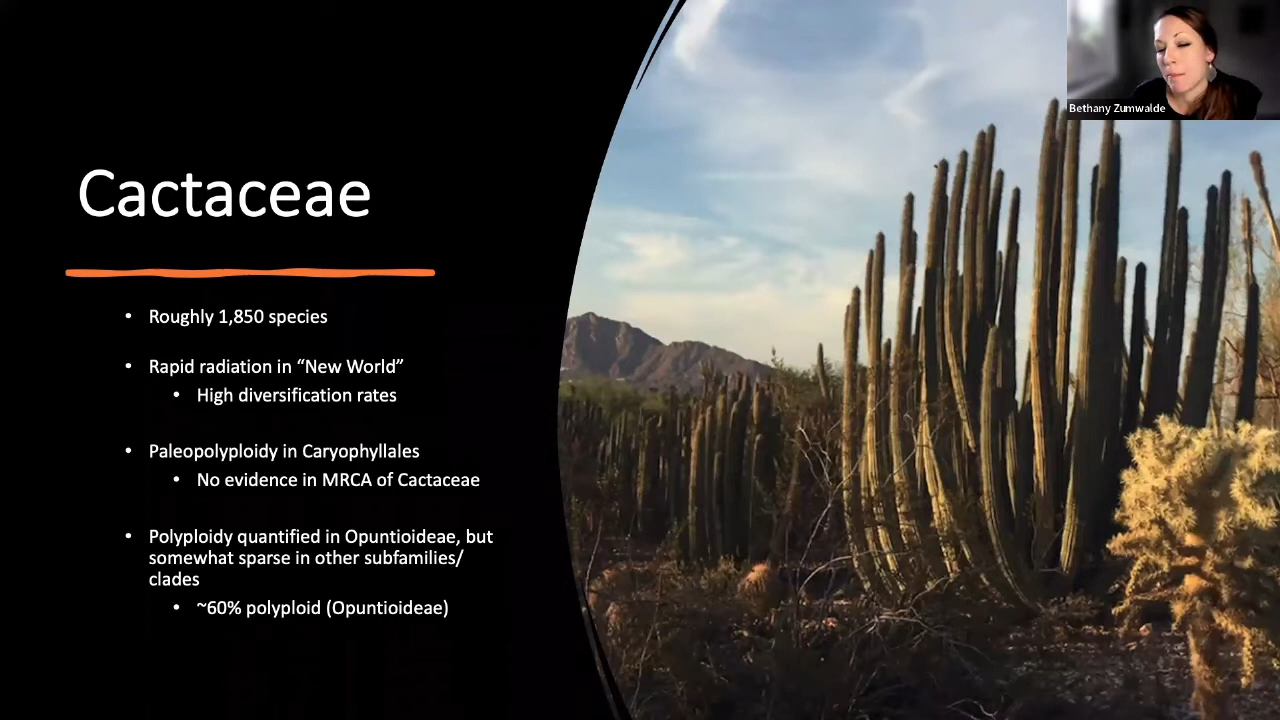 Bethany Zumwalde
Cactaceae
• Roughly 1,850 species
• Rapid radiation in “New World”
• High diversification rates
• Paleopolyploidy in Caryophyllales
• No evidence in MRCA of Cactaceae
• Polyploidy quantified in Opuntioideae, but
somewhat sparse in other subfamilies/
clades
• ~60% polyploid (Opuntioideae)